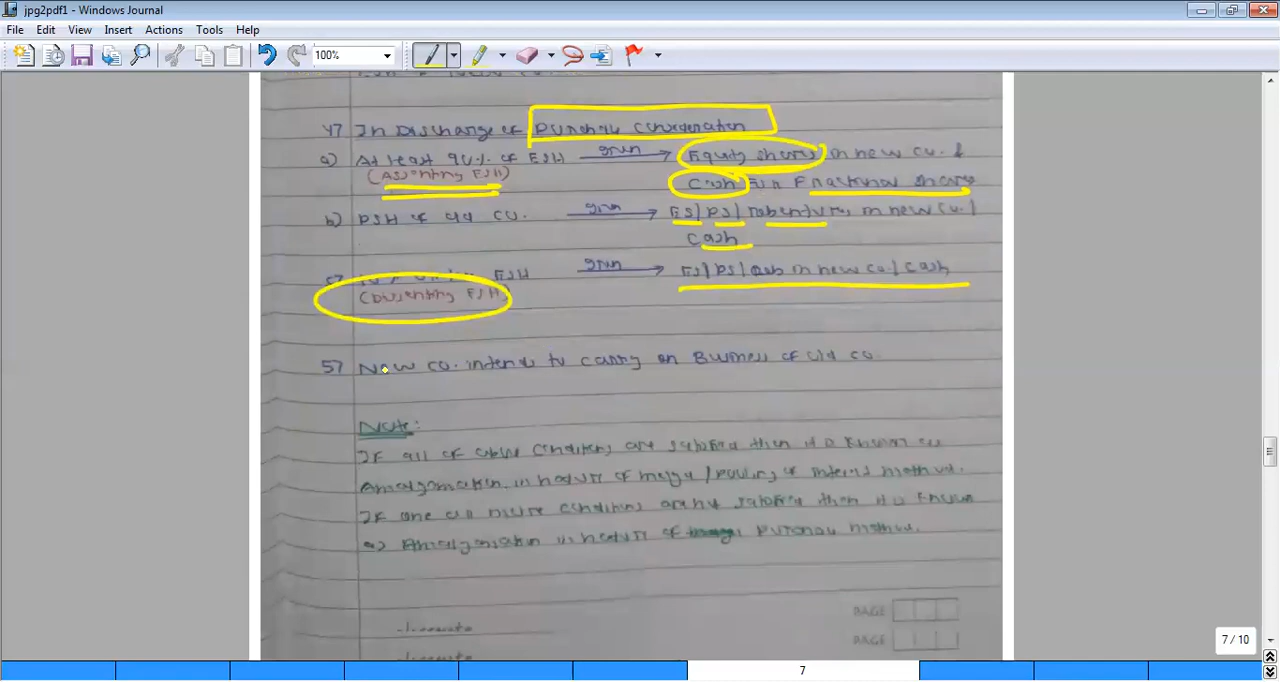 jpg2pdf1 - Windows Journal
File Edit View Insert Actions Tools Help
100%
4) In Discharge of Purchase Consideration
a) At least 90% of ESH given Equity shares in new co. &
(Assenting ESH) Cash for Fractional shares
b) PSH of old co. given ES/PS/Debentures in new co./
Cash
ESH given ES/PS/Deb in new co./Cash
(Dissenting ESH)
5) New co. intends to carry on Business of old co.
Note:
If all of above conditions are satisfied then it is known as
Amalgamation in nature of merger/Pooling of interest method.
If one or more conditions are not satisfied then it is known
as Amalgamation in nature of Purchase method.
PAGE
PAGE
7 / 10
7